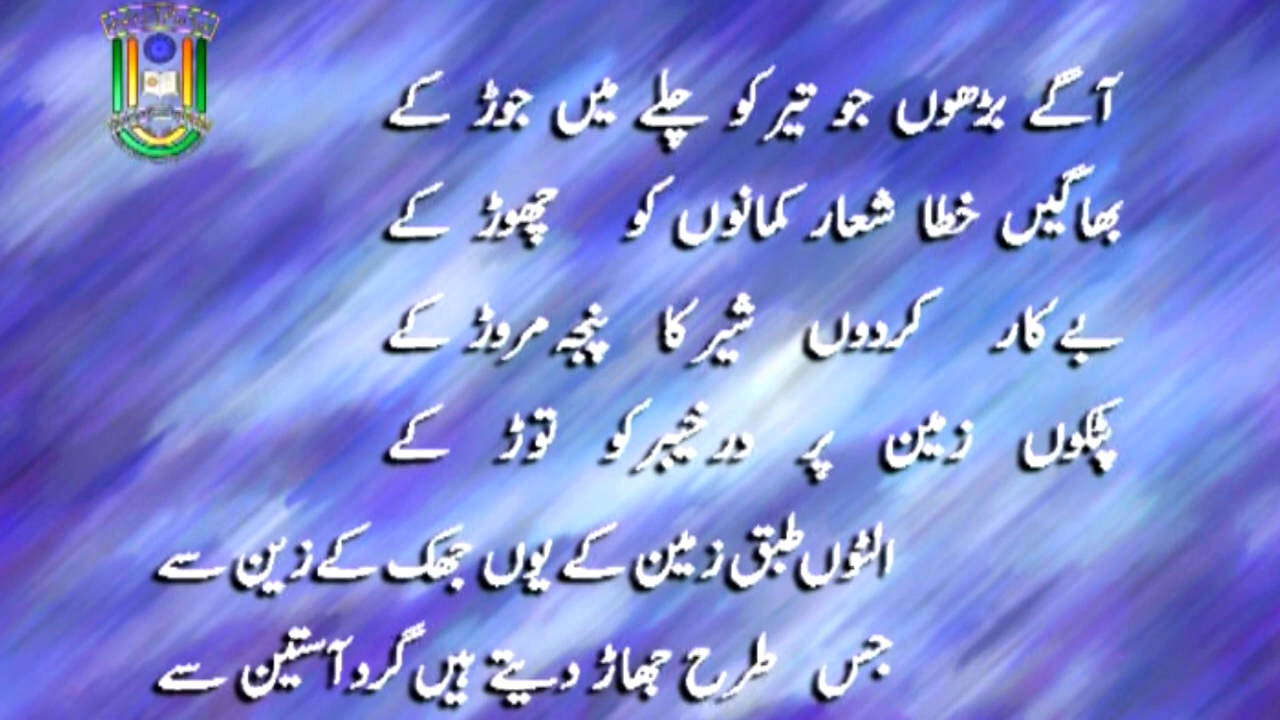 آگے بڑھوں جو تیر کو چلے میں جوڑ کے
بھاگیں خطا شعار کمانوں کو چھوڑ کے
بے کار کردوں شیر کا پنجہ مروڑ کے
پٹکوں زمین پر در خیبر کو توڑ کے
الٹوں طبق زمین کے یوں جھک کے زین سے
جس طرح جھاڑ دیتے ہیں گرد آستین سے